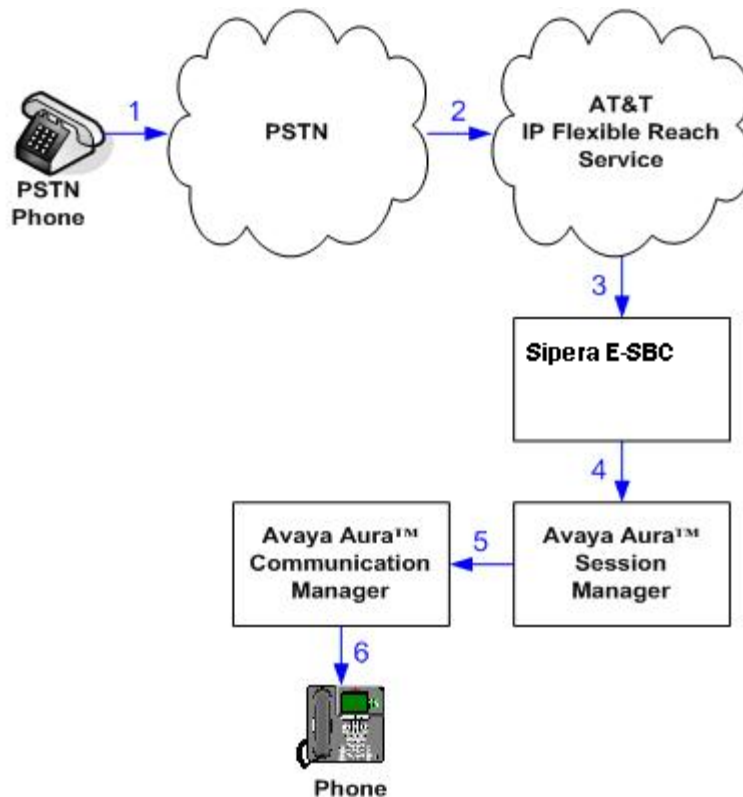 1
2
PSTN
AT&T
IP Flexible Reach
Service
PSTN
Phone
3
Sipera E-SBC
4
Avaya Aura™
Communication
Manager
5
Avaya Aura™
Session
Manager
6
Phone